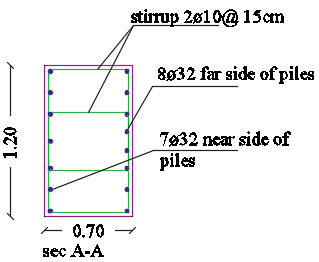 stirrup 2ø10@ 15cm
8ø32 far side of piles
7ø32 near side of
piles
1.20
0.70
sec A-A